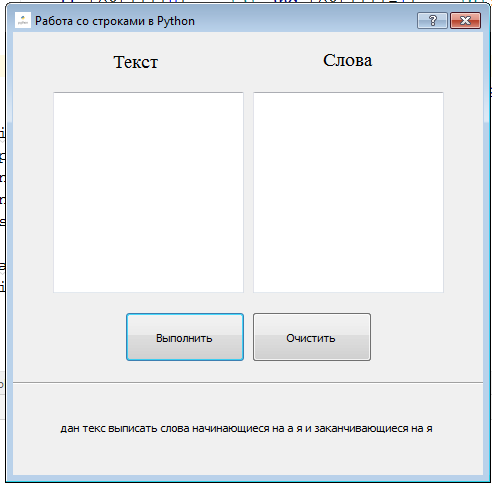 Работа со строками в Python
Текст
Слова
Выполнить
Очистить
дан текс выписать слова начинающиеся на а я и заканчивающиеся на я